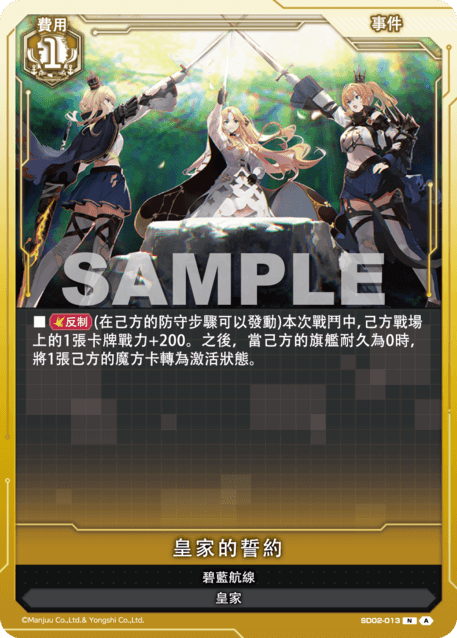 費用
1
事件
SAMPLE
■ 反制 (在己方的防守步驟可以發動)本次戰鬥中,己方戰場
上的1張卡牌戰力+200。之後，當己方的旗艦耐久為0時，
將1張己方的魔方卡轉為激活狀態。
皇家的誓約
碧藍航線
皇家
©Manjuu Co.,Ltd.& Yongshi Co.,Ltd.
SD02-013 N A